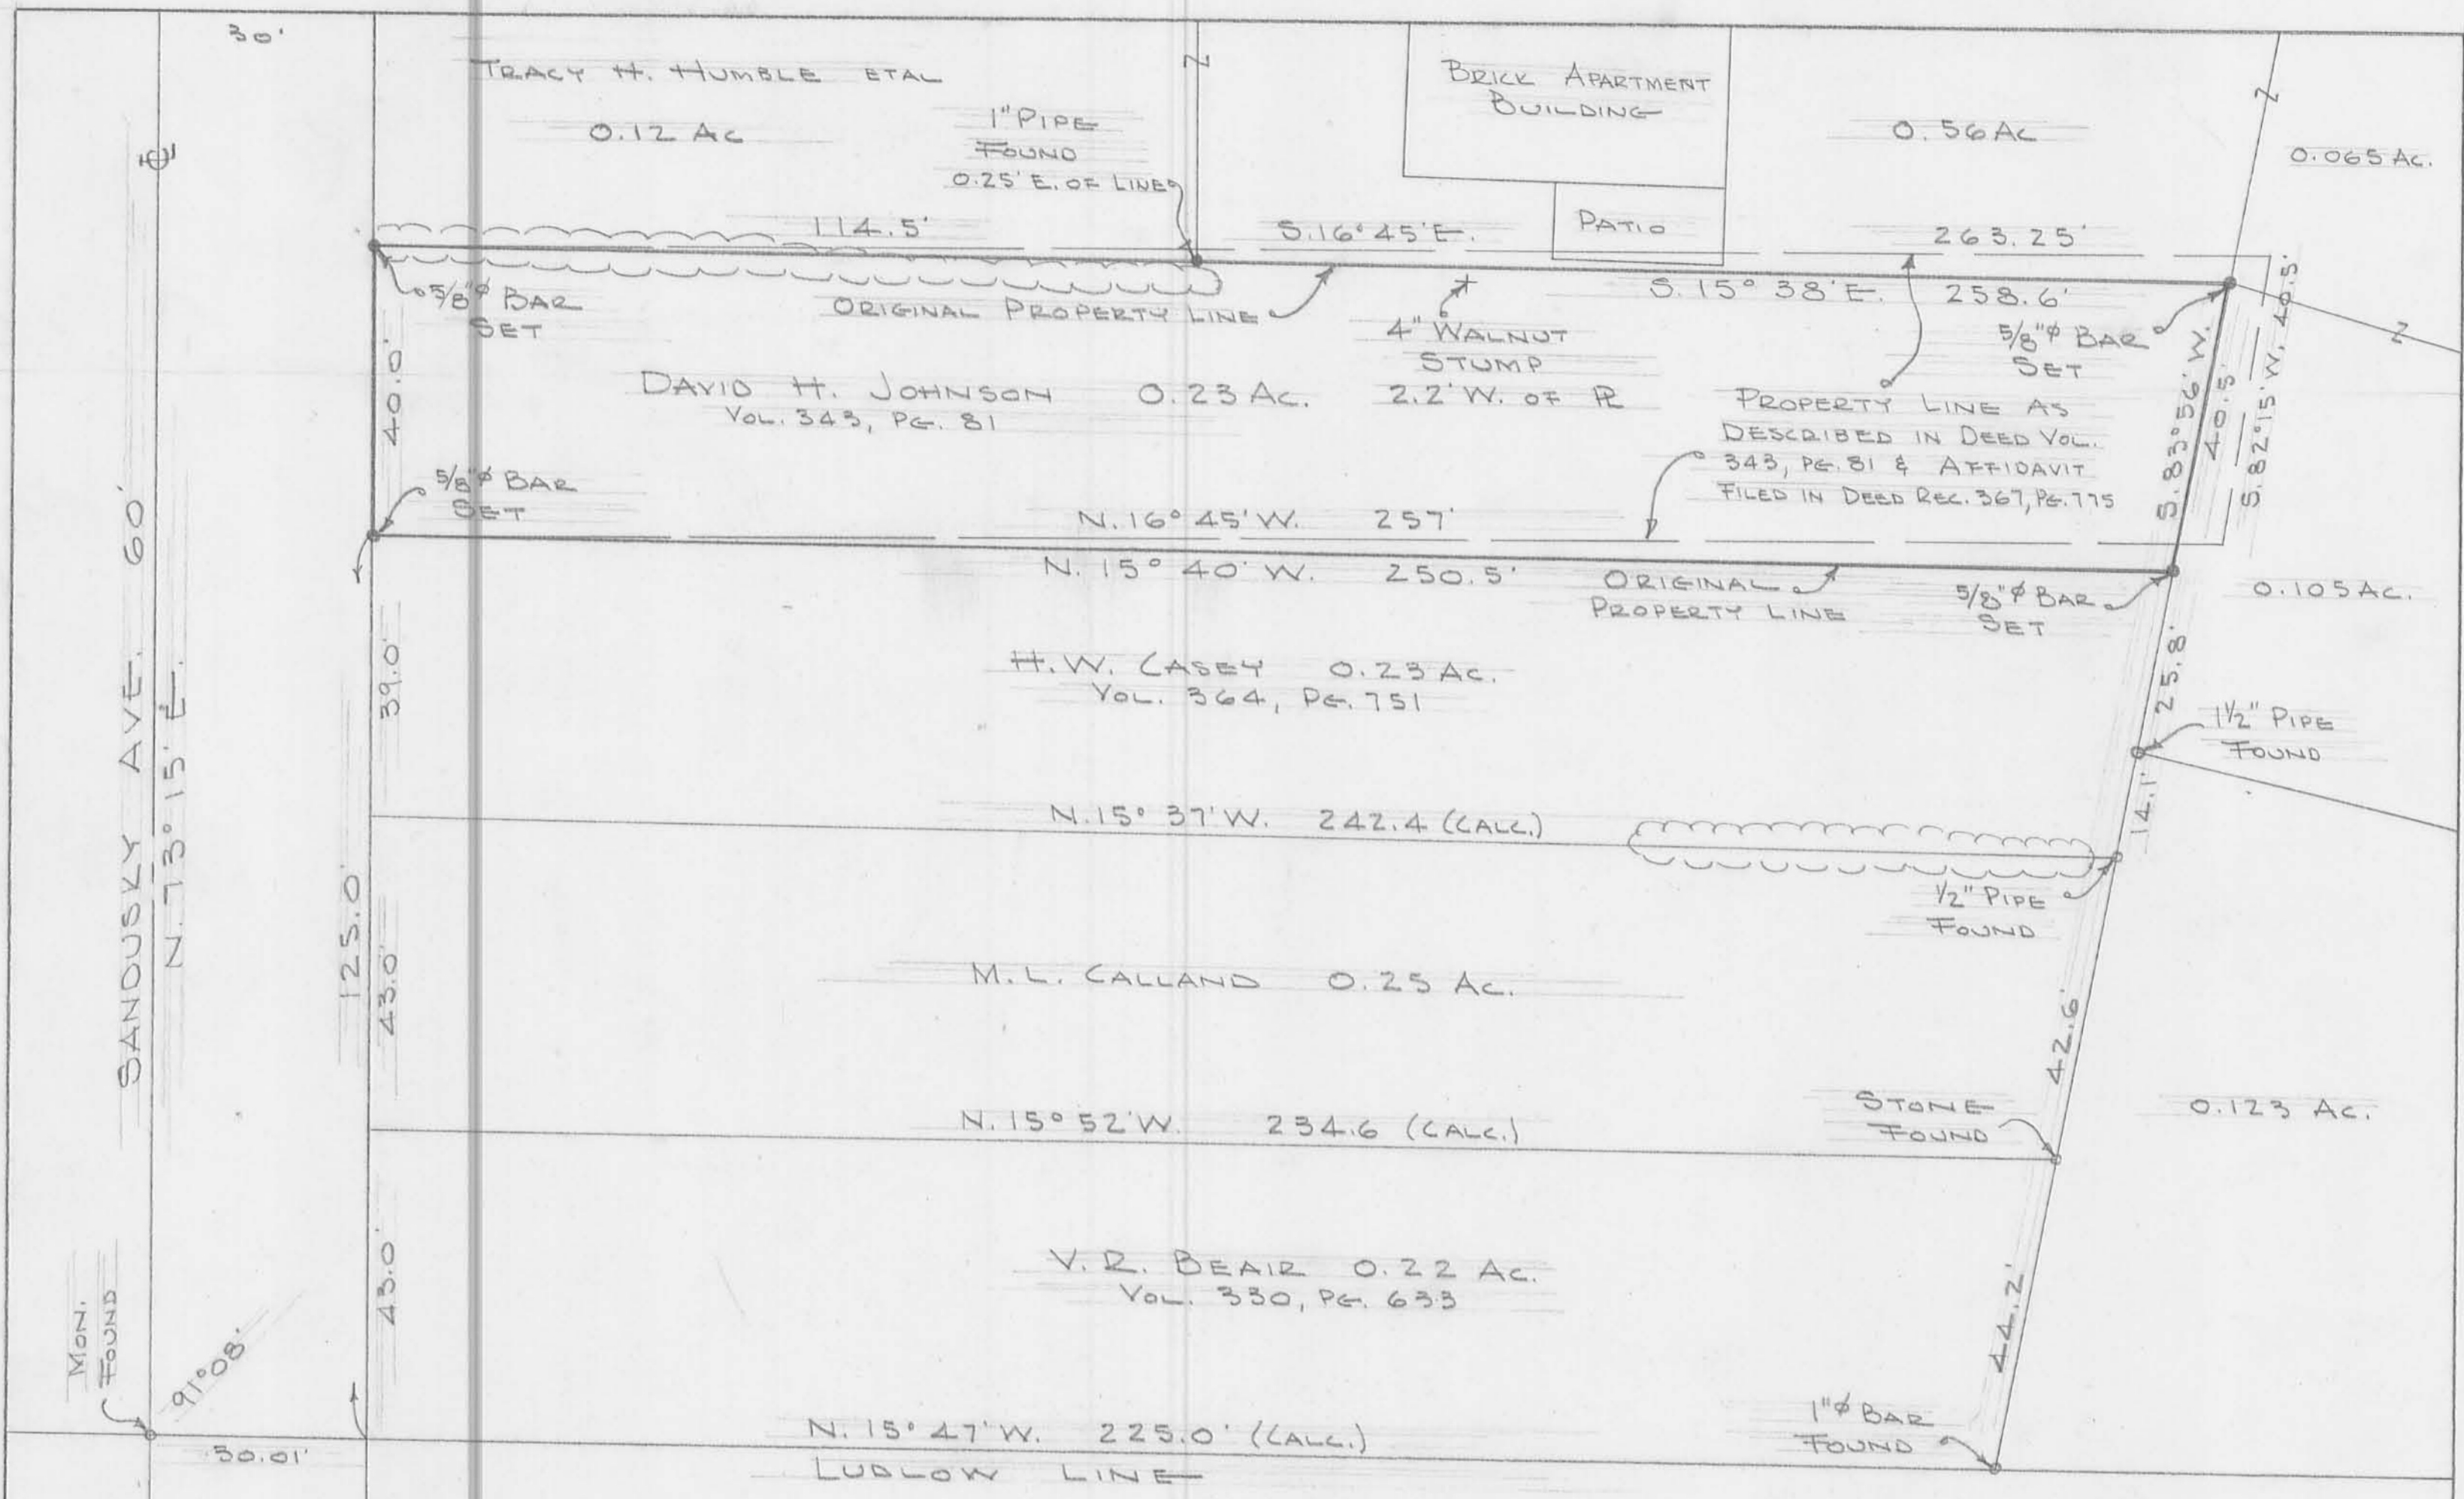 30'
TRACY H. HUMBLE ETAL
0.12 AC
1" PIPE
FOUND
0.25' E. OF LINE
BRICK APARTMENT
BUILDING
0.56 AC
0.065 AC.
114.5'
S.16°45'E.
PATIO
263.25'
5/8"ø BAR
SET
ORIGINAL PROPERTY LINE
4" WALNUT
STUMP
2.2' W. OF PL
S.15°38'E. 258.6'
5/8"ø BAR
SET
40.0'
DAVID H. JOHNSON 0.23 AC.
VOL. 343, PG. 81
PROPERTY LINE AS
DESCRIBED IN DEED VOL.
343, PG. 81 & AFFIDAVIT
FILED IN DEED REC. 367, PG. 775
S.83°56'W.
40.5'
S.82°15'W, 40.5'
5/8"ø BAR
SET
N.16°45'W. 257'
N.15°40'W. 250.5'
ORIGINAL
PROPERTY LINE
5/8"ø BAR
SET
0.105 AC.
SANDUSKY AVE. 60'
N.73°15'E.
39.0'
H.W. CASEY 0.23 AC.
VOL. 364, PG. 751
25.8'
1½" PIPE
FOUND
14.1'
N.15°37'W. 242.4 (CALC.)
½" PIPE
FOUND
125.0'
43.0'
M.L. CALLAND 0.25 AC.
42.6'
STONE
FOUND
0.123 AC.
N.15°52'W. 234.6 (CALC.)
43.0'
V.R. BEAIR 0.22 AC.
VOL. 330, PG. 633
44.2'
MON.
FOUND
91°08'
30.01'
N.15°47'W. 225.0' (CALC.)
LUDLOW LINE
1"ø BAR
FOUND